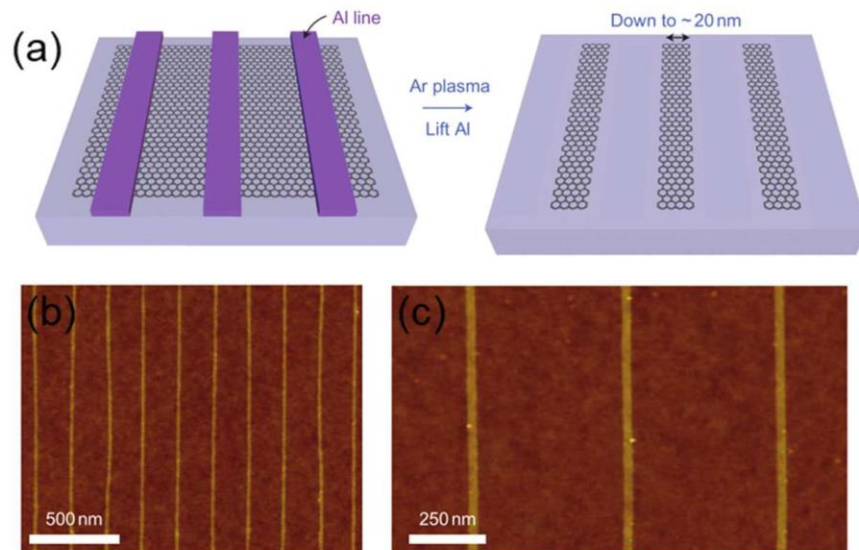 (a)
Al line
Ar plasma
Lift Al
Down to ~20 nm
(b)
500 nm
(c)
250 nm